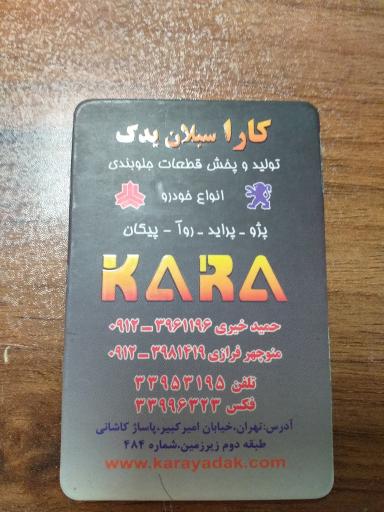 کارا سبلان یدک
تولید و پخش قطعات جلوبندی
انواع خودرو
پژو - پراید - روآ - پیکان
KARA
حمید خیری ۳۹۶۱۱۹۶ – ۰۹۱۲
منوچهر فرازی ۳۹۸۱۴۱۹ – ۰۹۱۲
تلفن ۳۳۹۵۳۱۹۵
فکس ۳۳۹۹۶۳۲۳
آدرس:تهران،خیابان امیرکبیر،پاساژ کاشانی
طبقه دوم زیرزمین،شماره ۴۸۴
www.karayadak.com